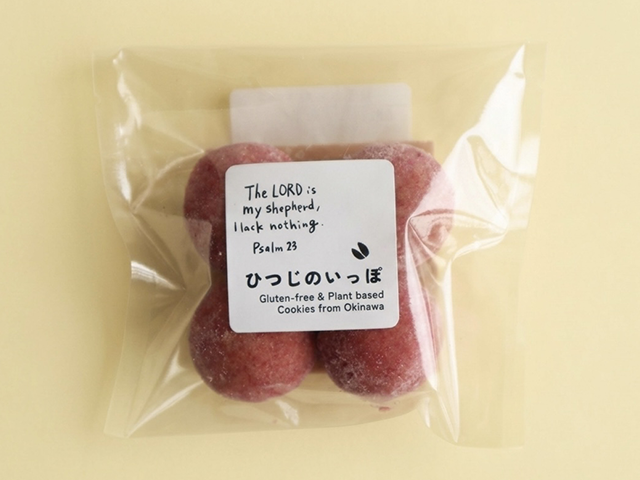 The LORD is
my shepherd,
I lack nothing.
Psalm 23
ひつじのいっぽ
Gluten-free & Plant based
Cookies from Okinawa